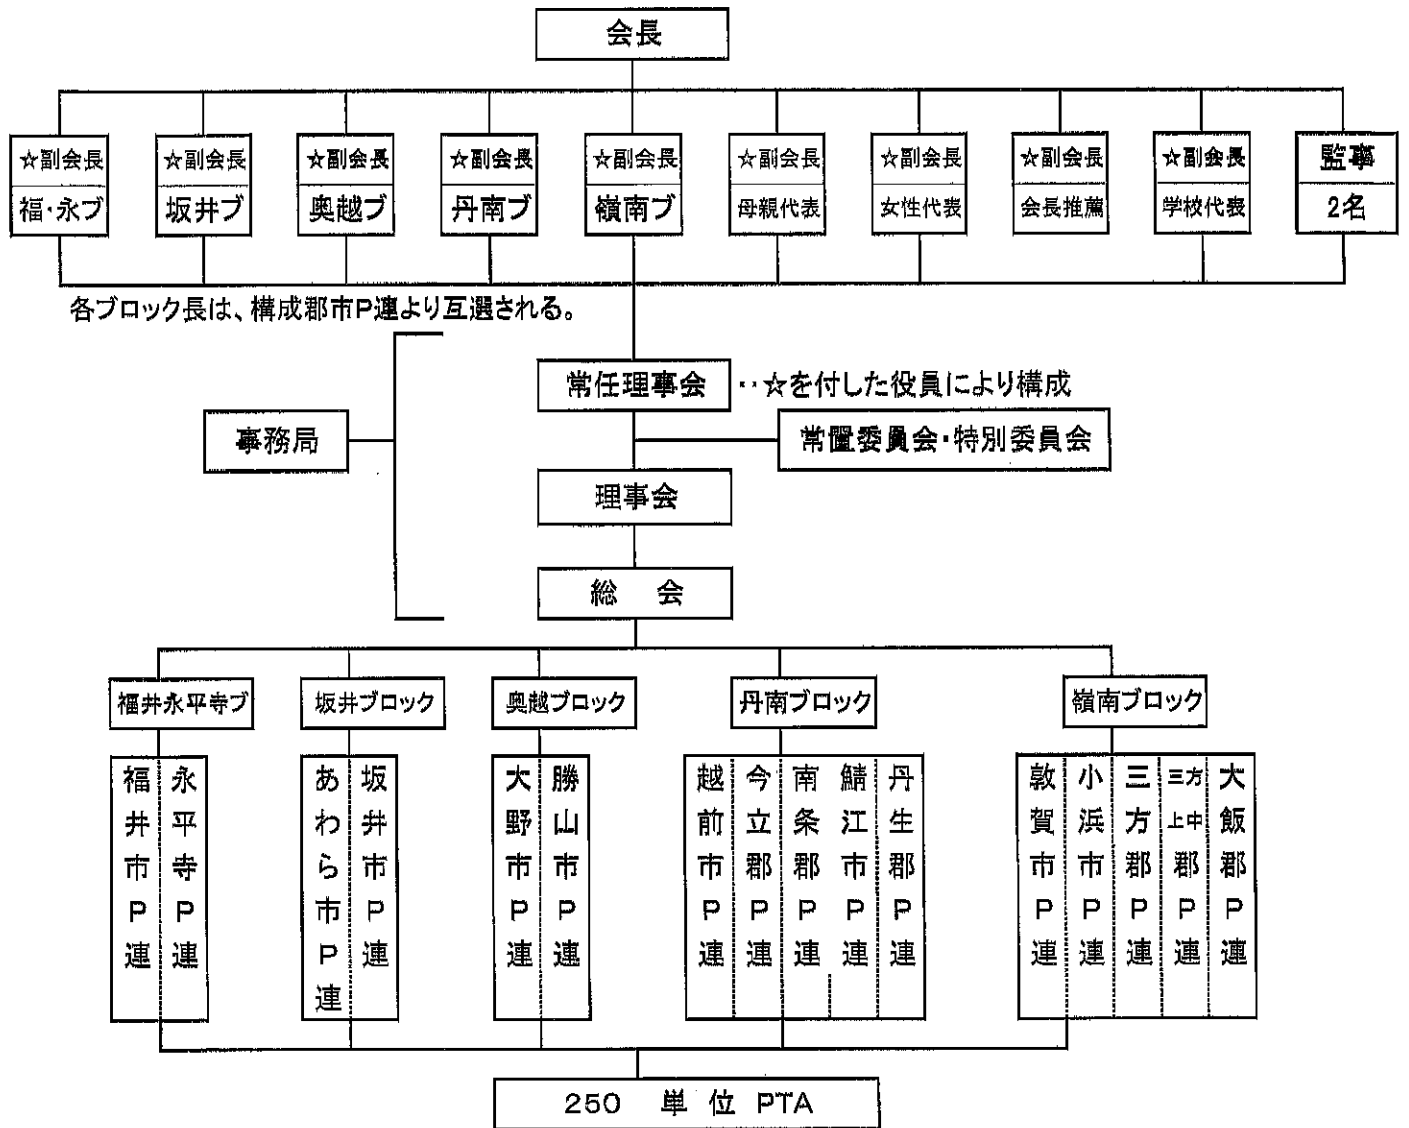 会長
☆副会長 ☆副会長 ☆副会長 ☆副会長 ☆副会長 ☆副会長 ☆副会長 ☆副会長 ☆副会長 監事
福・永ブ 坂井ブ 奥越ブ 丹南ブ 嶺南ブ 母親代表 女性代表 会長推薦 学校代表 2名
各ブロック長は、構成郡市P連より互選される。
常任理事会 ‥☆を付した役員により構成
事務局
常置委員会・特別委員会
理事会
総 会
福井永平寺ブ 坂井ブロック 奥越ブロック 丹南ブロック 嶺南ブロック
福井市P連
永平寺P連
あわら市P連
坂井市P連
大野市P連
勝山市P連
越前市P連
今立郡P連
南条郡P連
鯖江市P連
丹生郡P連
敦賀市P連
小浜市P連
三方郡P連
三方上中郡P連
大飯郡P連
250 単位 PTA